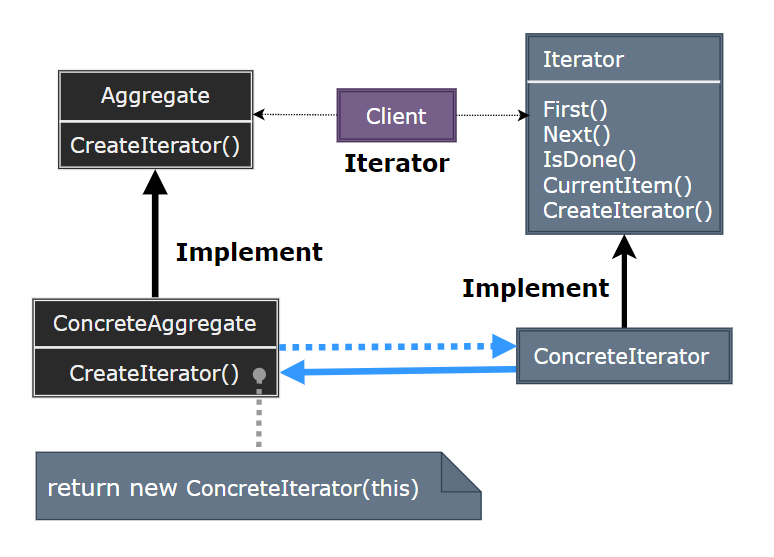 Aggregate
CreateIterator()
Client
Iterator
Iterator
First()
Next()
IsDone()
CurrentItem()
CreateIterator()
Implement
Implement
ConcreteAggregate
CreateIterator()
ConcreteIterator
return new ConcreteIterator(this)